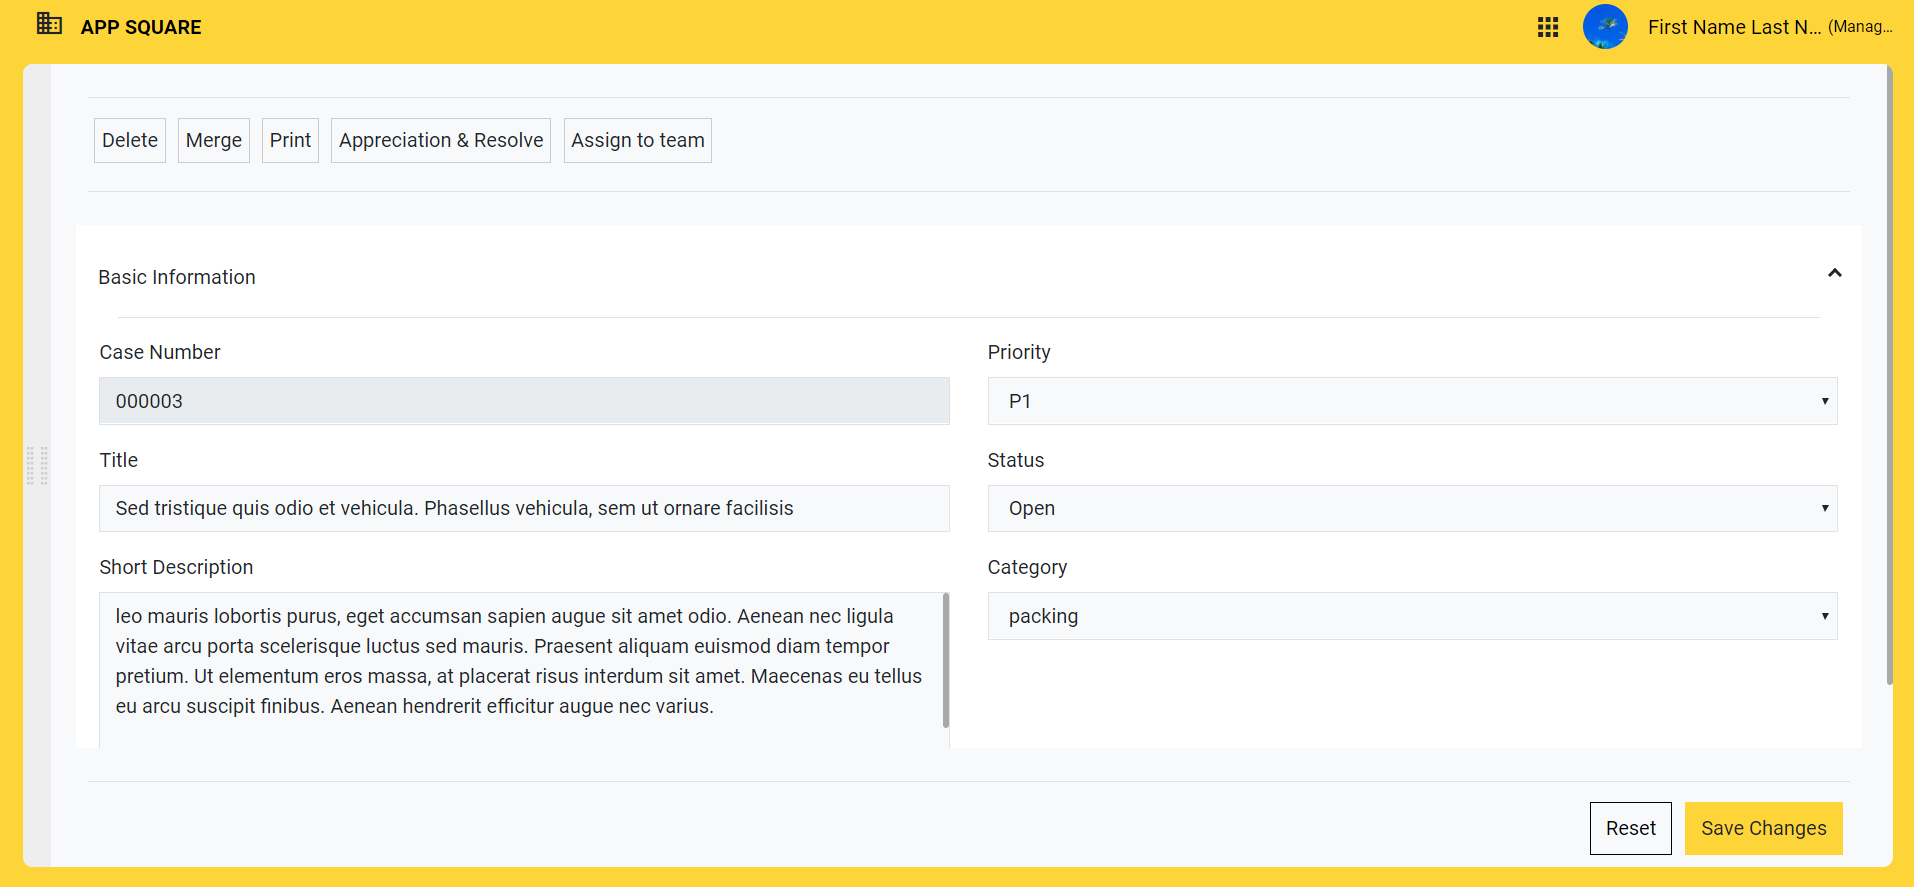 APP SQUARE
First Name Last N... (Manag...
Delete Merge Print Appreciation & Resolve Assign to team
Basic Information
Case Number
000003
Priority
P1
Title
Sed tristique quis odio et vehicula. Phasellus vehicula, sem ut ornare facilisis
Status
Open
Short Description
leo mauris lobortis purus, eget accumsan sapien augue sit amet odio. Aenean nec ligula
vitae arcu porta scelerisque luctus sed mauris. Praesent aliquam euismod diam tempor
pretium. Ut elementum eros massa, at placerat risus interdum sit amet. Maecenas eu tellus
eu arcu suscipit finibus. Aenean hendrerit efficitur augue nec varius.
Category
packing
Reset Save Changes